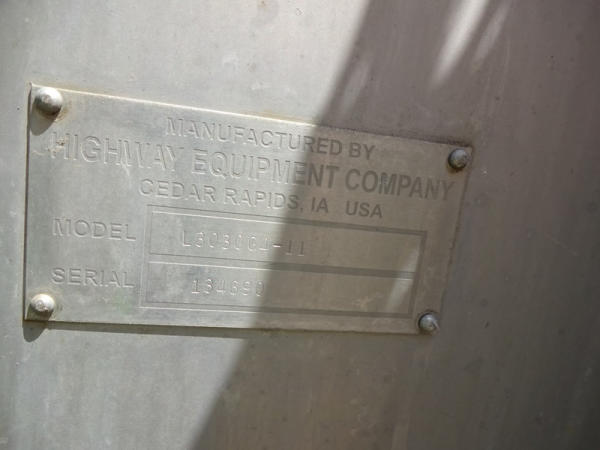 MANUFACTURED BY
HIGHWAY EQUIPMENT COMPANY
CEDAR RAPIDS, IA USA
MODEL
SERIAL 134690